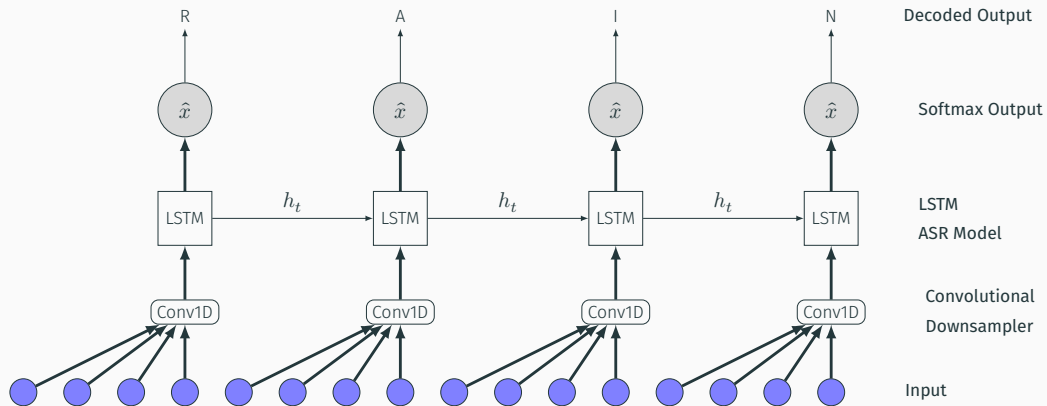 R A I N Decoded Output
x̂ x̂ x̂ x̂ Softmax Output
h_t h_t h_t
LSTM LSTM LSTM LSTM
LSTM
ASR Model
Conv1D Conv1D Conv1D Conv1D
Convolutional
Downsampler
Input